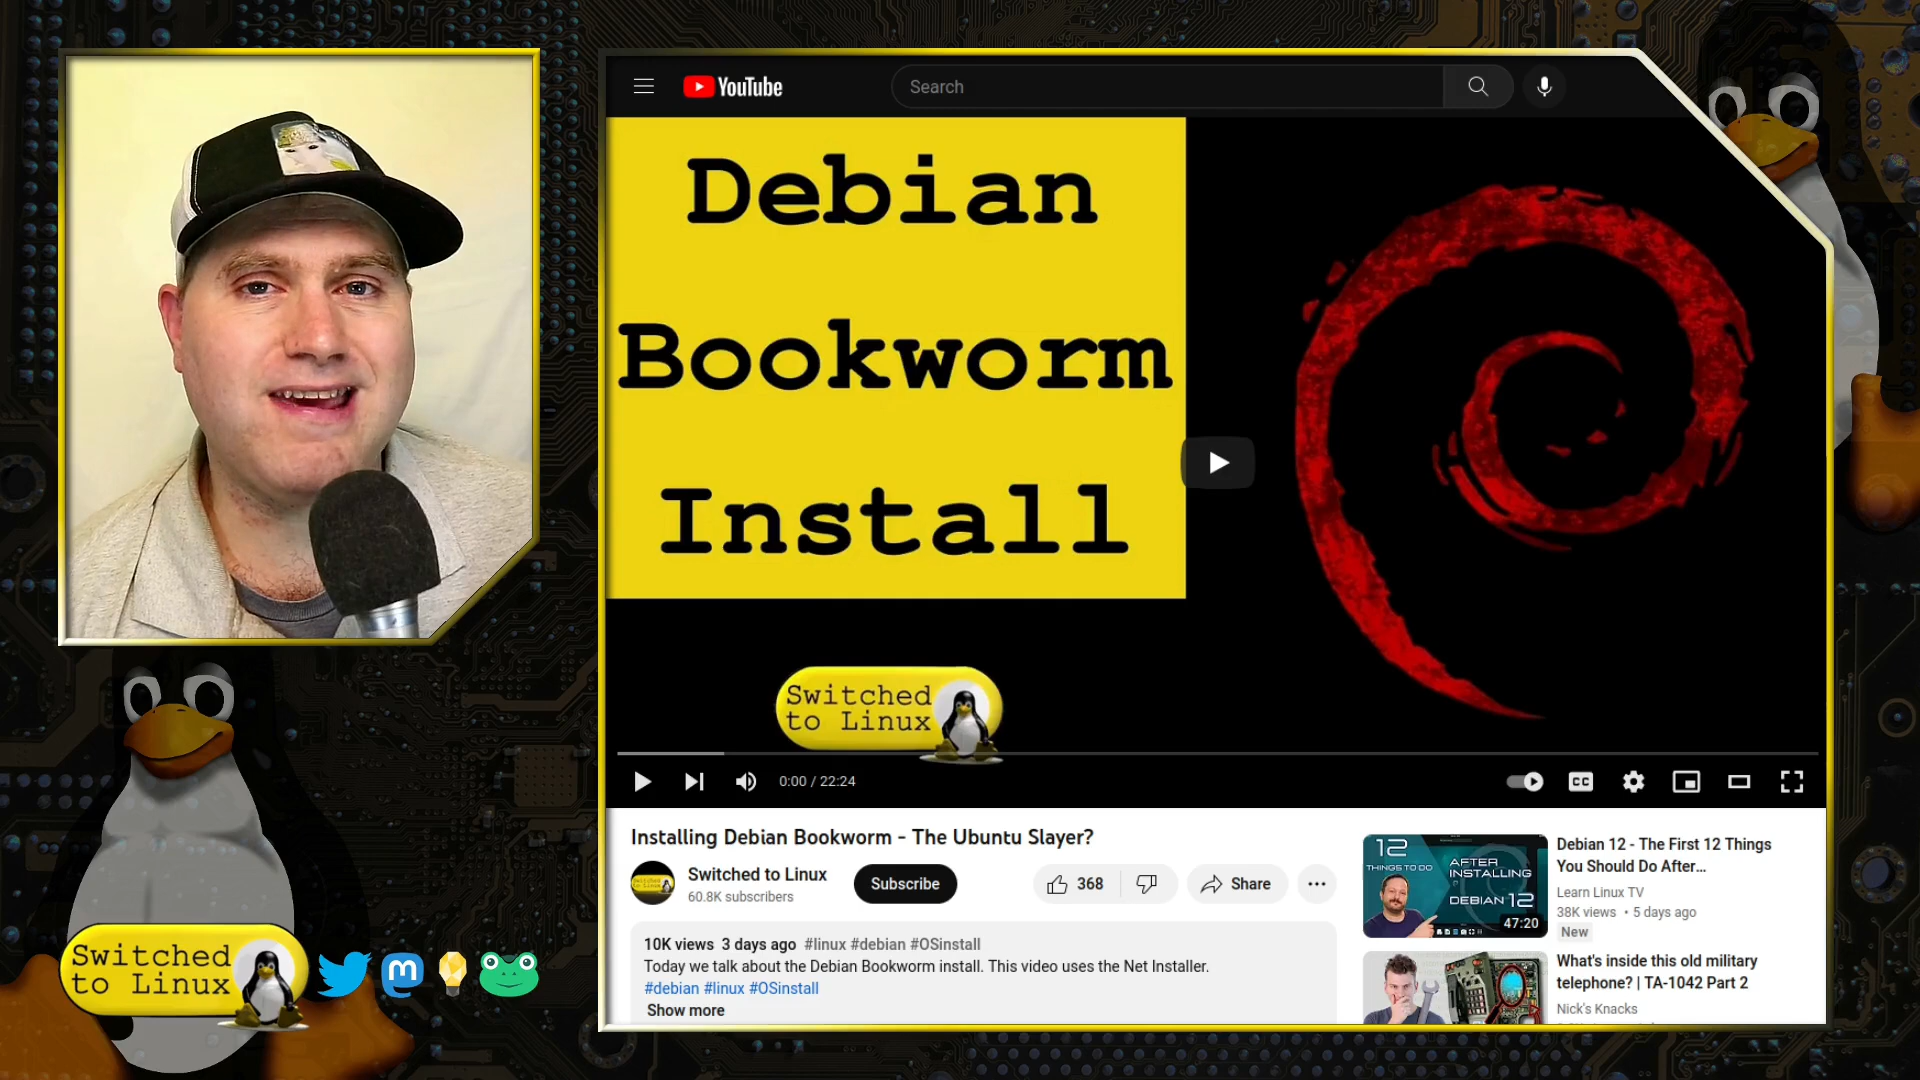 YouTube
Search
Debian
Bookworm
Install
Switched
to Linux
0:00 / 22:24
CC
Installing Debian Bookworm - The Ubuntu Slayer?
Switched to Linux
60.8K subscribers
Subscribe
368
Share
10K views 3 days ago #linux #debian #OSinstall
Today we talk about the Debian Bookworm install. This video uses the Net Installer.
#debian #linux #OSinstall
Show more
12
THINGS TO DO
AFTER
INSTALLING
DEBIAN 12
47:20
Debian 12 - The First 12 Things
You Should Do After...
Learn Linux TV
38K views • 5 days ago
New
What's inside this old military
telephone? | TA-1042 Part 2
Nick's Knacks
Switched
to Linux